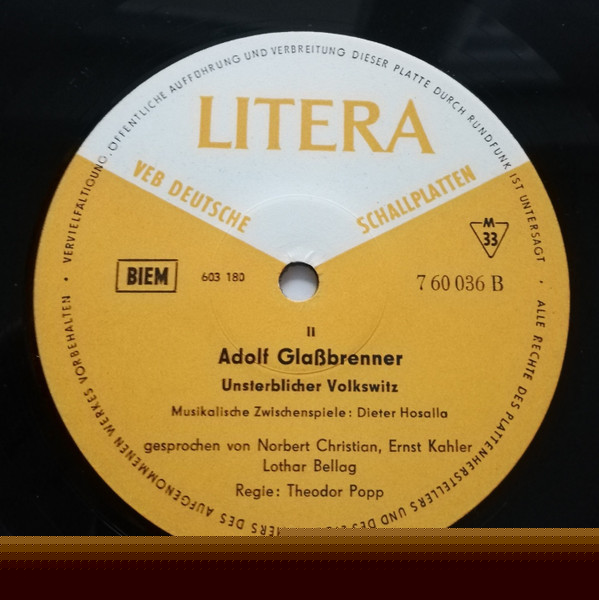 VERVIELFÄLTIGUNG, ÖFFENTLICHE AUFFÜHRUNG UND VERBREITUNG DIESER PLATTE DURCH RUNDFUNK IST UNTERSAGT •
LITERA
VEB DEUTSCHE SCHALLPLATTEN
M
33
BIEM
603 180
7 60 036 B
II
Adolf Glaßbrenner
Unsterblicher Volkswitz
Musikalische Zwischenspiele: Dieter Hosalla
gesprochen von Norbert Christian, Ernst Kahler
Lothar Bellag
Regie: Theodor Popp
ALLE RECHTE DES PLATTENHERSTELLERS UND DES
DES AUFGENOMMENEN WERKES VORBEHALTEN •